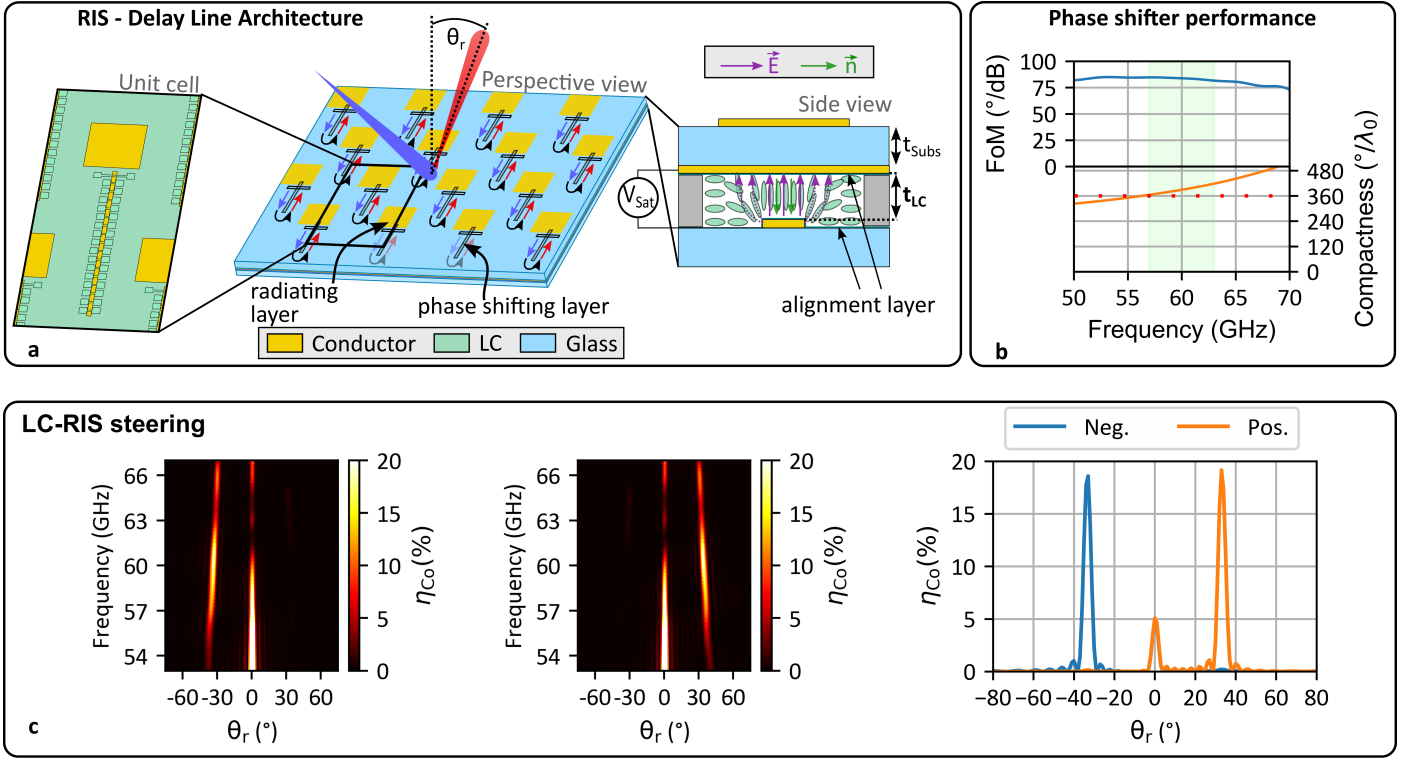 RIS - Delay Line Architecture
θr
Unit cell
Perspective view
E n
Side view
tSubs
VSat
tLC
radiating
layer
phase shifting layer
alignment layer
Conductor LC Glass
a
Phase shifter performance
100
75
50
25
0
FoM (°/dB)
480
360
240
120
0
Compactness (°/λ0)
50 55 60 65 70
Frequency (GHz)
b
LC-RIS steering
66
63
60
57
54
Frequency (GHz)
-60 -30 0 30 60
θr (°)
20
15
10
5
0
ηCo(%)
66
63
60
57
54
Frequency (GHz)
-60 -30 0 30 60
θr (°)
20
15
10
5
0
ηCo(%)
Neg. Pos.
20
15
10
5
0
ηCo(%)
−80 −60 −40 −20 0 20 40 60 80
θr (°)
c